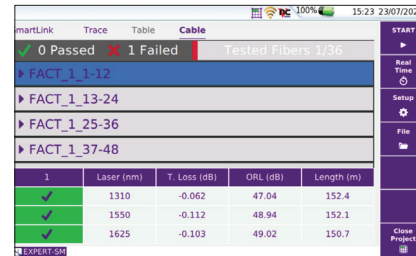 100% 15:23 23/07/202
martLink Trace Table Cable
START
0 Passed 1 Failed Tested Fibers 1/36
Real Time
FACT_1_1-12
FACT_1_13-24
Setup
FACT_1_25-36
File
FACT_1_37-48
1 Laser (nm) T. Loss (dB) ORL (dB) Length (m)
1310 -0.062 47.04 152.4
1550 -0.112 48.94 152.1
1625 -0.103 49.02 150.7
Close Project
EXPERT-SM